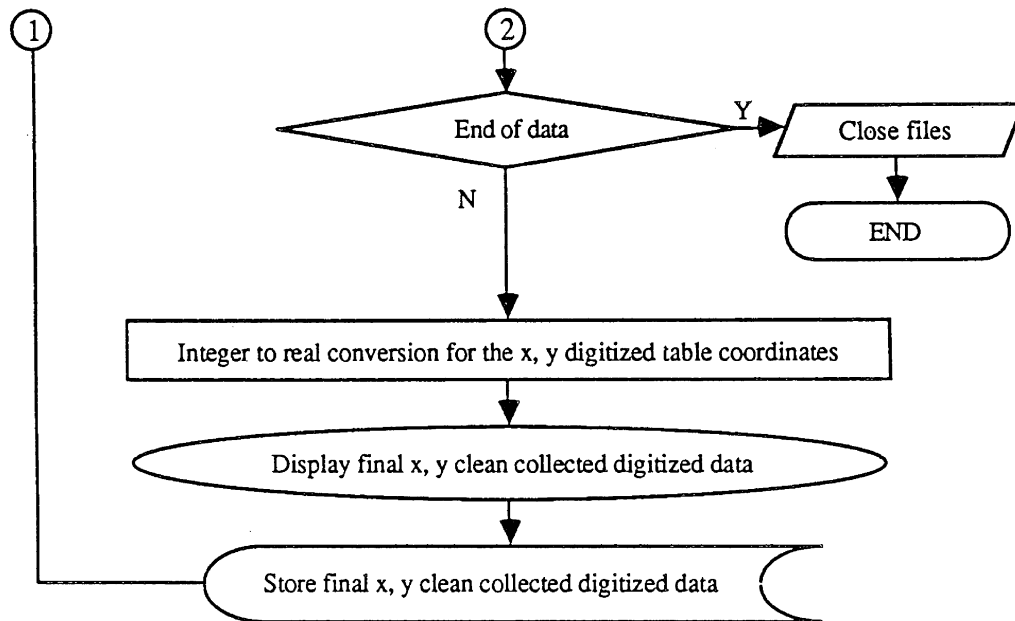 1
2
End of data
Y
Close files
N
END
Integer to real conversion for the x, y digitized table coordinates
Display final x, y clean collected digitized data
Store final x, y clean collected digitized data